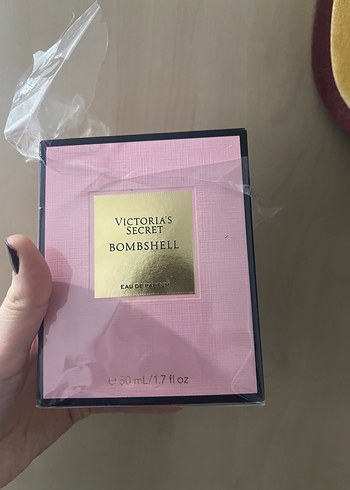 VICTORIA'S
SECRET
BOMBSHELL
EAU DE PARFUM
℮ 50 mL/1.7 fl oz